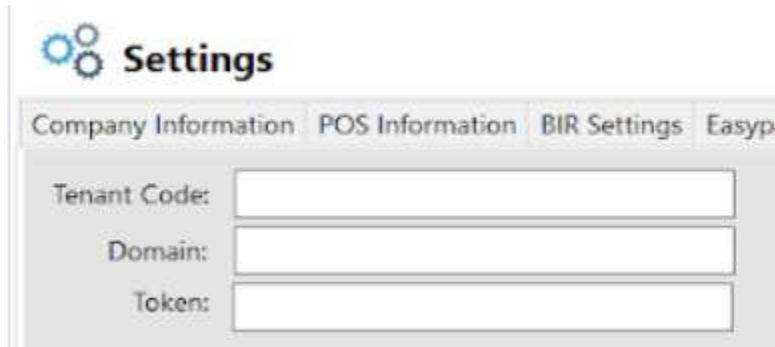 Settings
Company Information POS Information BIR Settings Easyp
Tenant Code:
Domain:
Token: